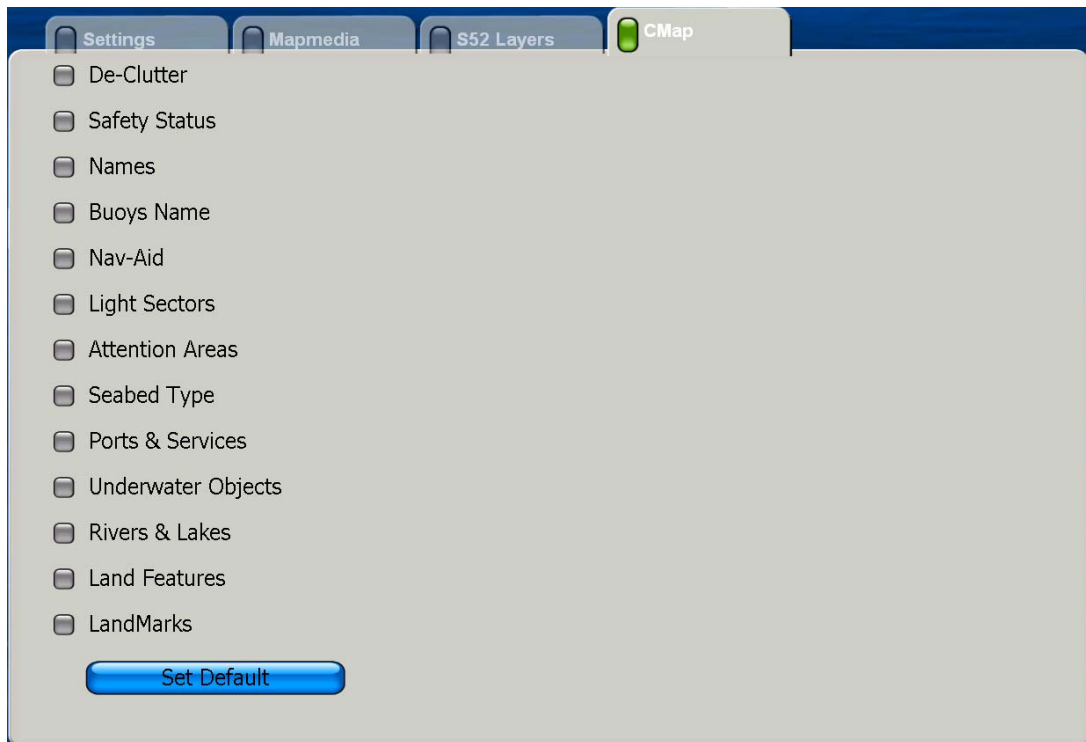 Settings
Mapmedia
S52 Layers
CMap
De-Clutter
Safety Status
Names
Buoys Name
Nav-Aid
Light Sectors
Attention Areas
Seabed Type
Ports & Services
Underwater Objects
Rivers & Lakes
Land Features
LandMarks
Set Default